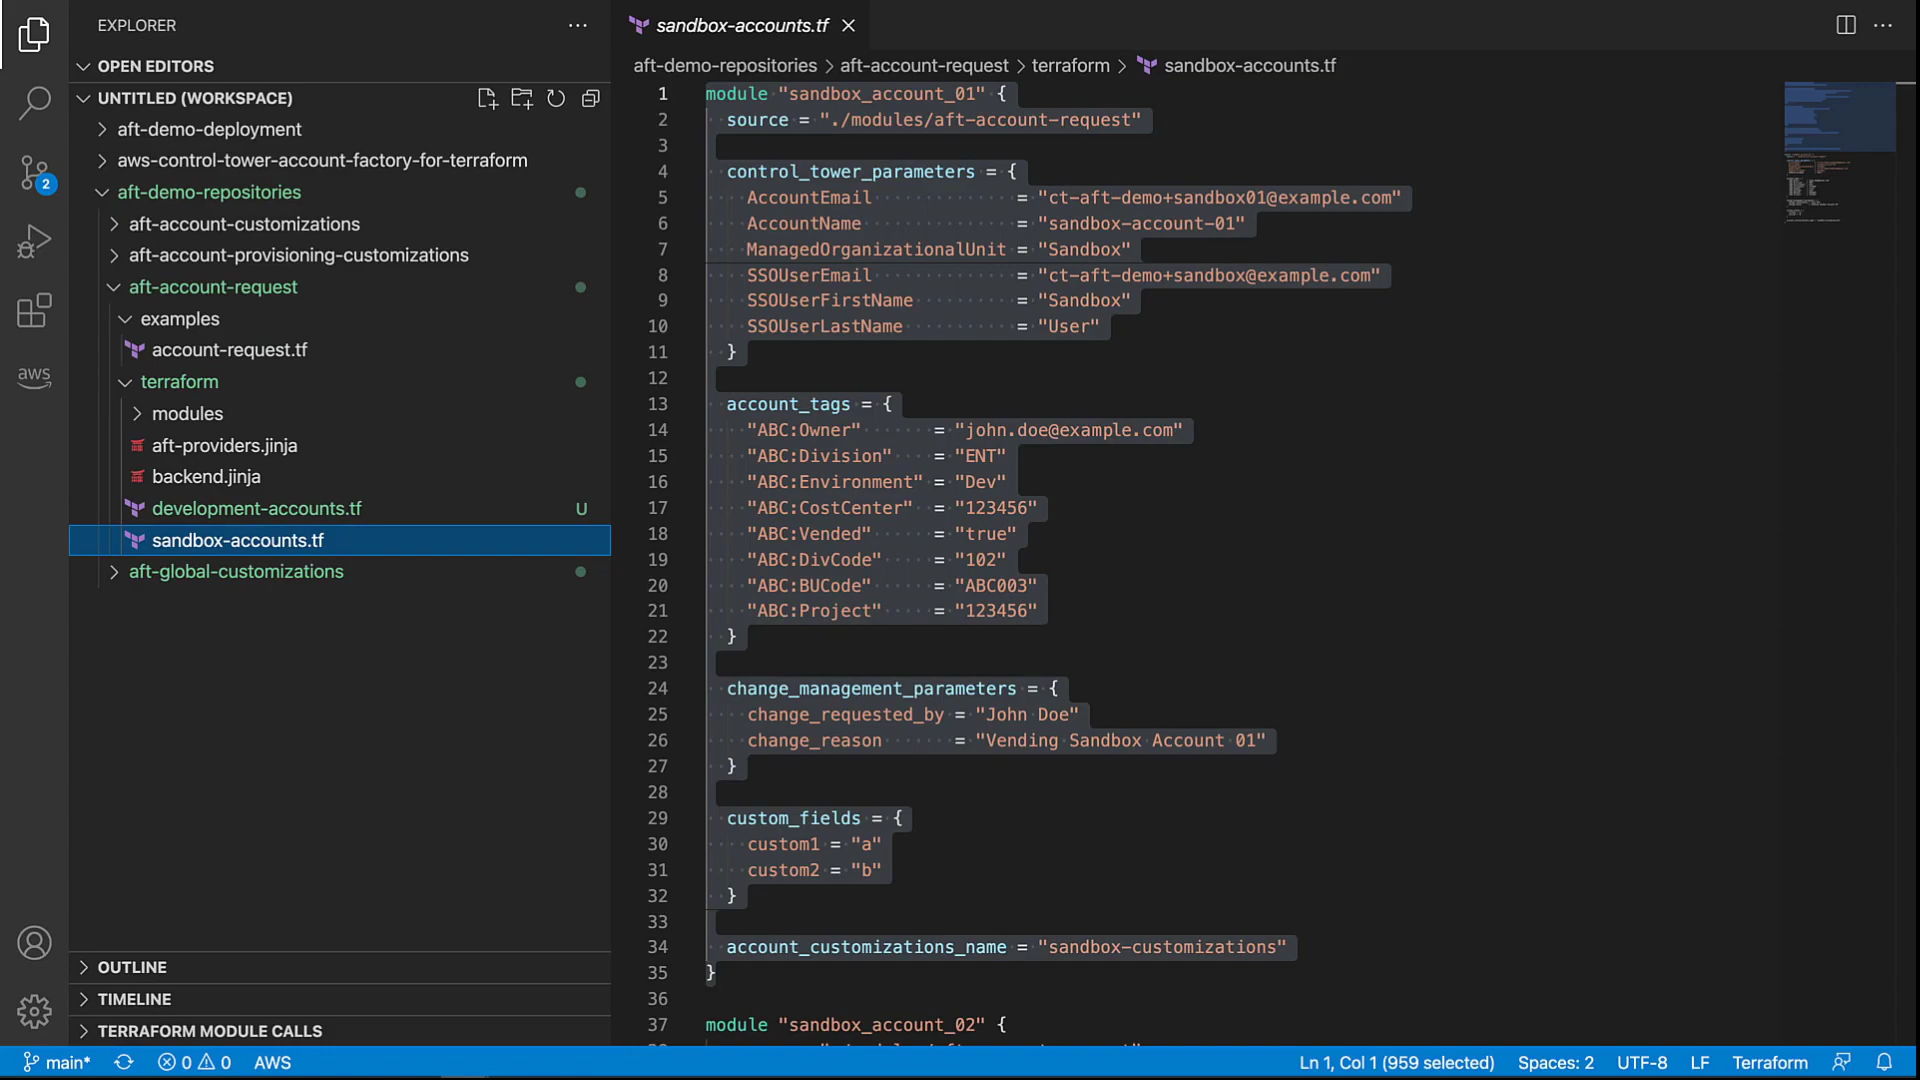 EXPLORER
OPEN EDITORS
UNTITLED (WORKSPACE)
aft-demo-deployment
aws-control-tower-account-factory-for-terraform
aft-demo-repositories
aft-account-customizations
aft-account-provisioning-customizations
aft-account-request
examples
account-request.tf
terraform
modules
aft-providers.jinja
backend.jinja
development-accounts.tf U
sandbox-accounts.tf
aft-global-customizations
OUTLINE
TIMELINE
TERRAFORM MODULE CALLS
2
aws
sandbox-accounts.tf
aft-demo-repositories > aft-account-request > terraform > sandbox-accounts.tf
1 module "sandbox_account_01" {
2 source = "./modules/aft-account-request"
3
4 control_tower_parameters = {
5 AccountEmail = "ct-aft-demo+sandbox01@example.com"
6 AccountName = "sandbox-account-01"
7 ManagedOrganizationalUnit = "Sandbox"
8 SSOUserEmail = "ct-aft-demo+sandbox@example.com"
9 SSOUserFirstName = "Sandbox"
10 SSOUserLastName = "User"
11 }
12
13 account_tags = {
14 "ABC:Owner" = "john.doe@example.com"
15 "ABC:Division" = "ENT"
16 "ABC:Environment" = "Dev"
17 "ABC:CostCenter" = "123456"
18 "ABC:Vended" = "true"
19 "ABC:DivCode" = "102"
20 "ABC:BUCode" = "ABC003"
21 "ABC:Project" = "123456"
22 }
23
24 change_management_parameters = {
25 change_requested_by = "John Doe"
26 change_reason = "Vending Sandbox Account 01"
27 }
28
29 custom_fields = {
30 custom1 = "a"
31 custom2 = "b"
32 }
33
34 account_customizations_name = "sandbox-customizations"
35 }
36
37 module "sandbox_account_02" {
main* 0 0 AWS Ln 1, Col 1 (959 selected) Spaces: 2 UTF-8 LF Terraform